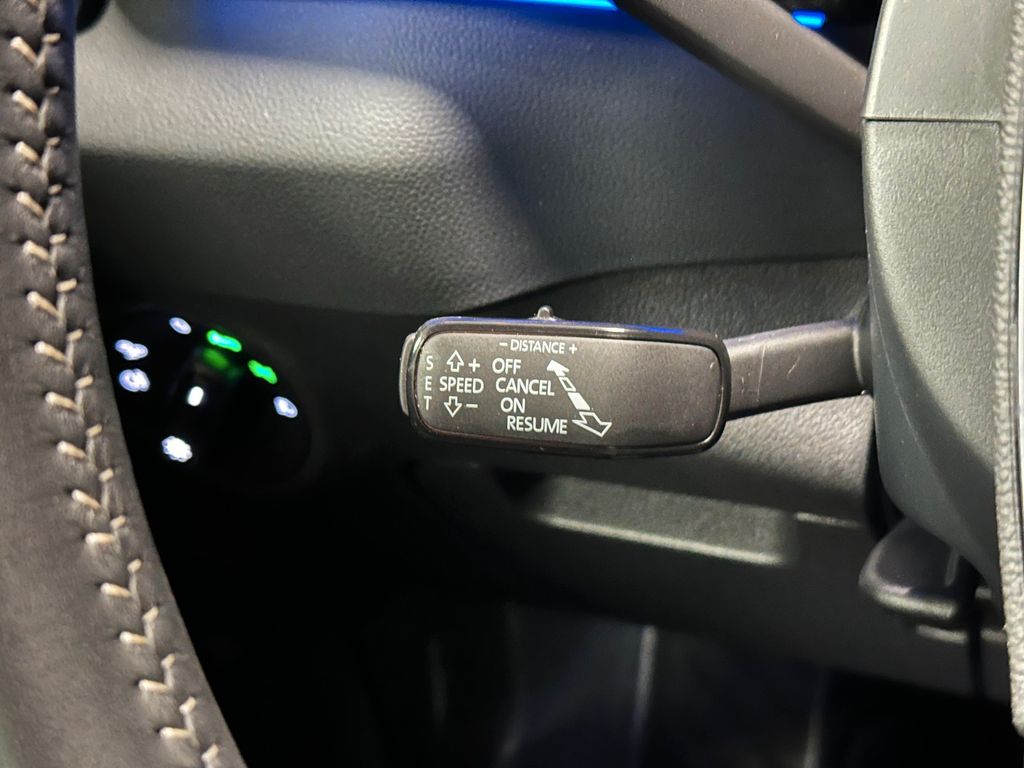 - DISTANCE +
S + OFF
E SPEED CANCEL
T - ON
RESUME